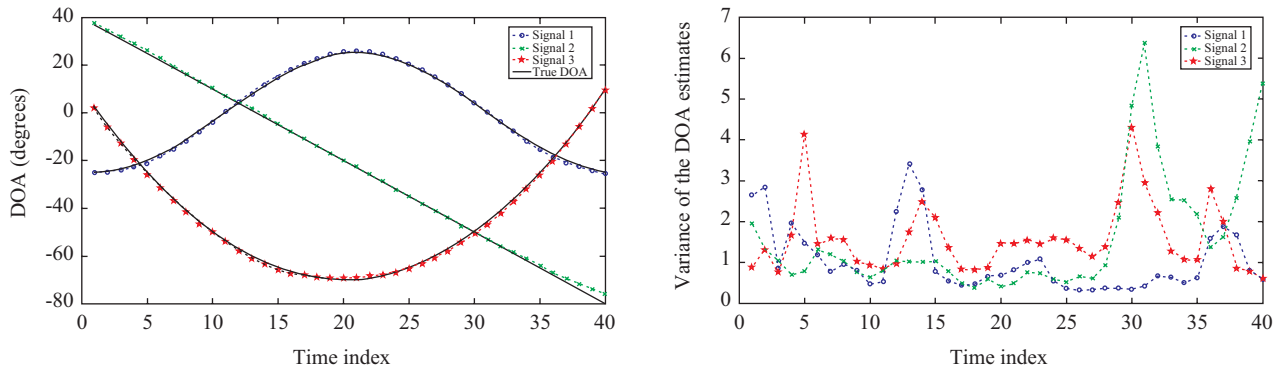 40
20
0
-20
-40
-60
-80
0 5 10 15 20 25 30 35 40
DOA (degrees)
Time index
Signal 1
Signal 2
Signal 3
True DOA
7
6
5
4
3
2
1
0
0 5 10 15 20 25 30 35 40
Variance of the DOA estimates
Time index
Signal 1
Signal 2
Signal 3